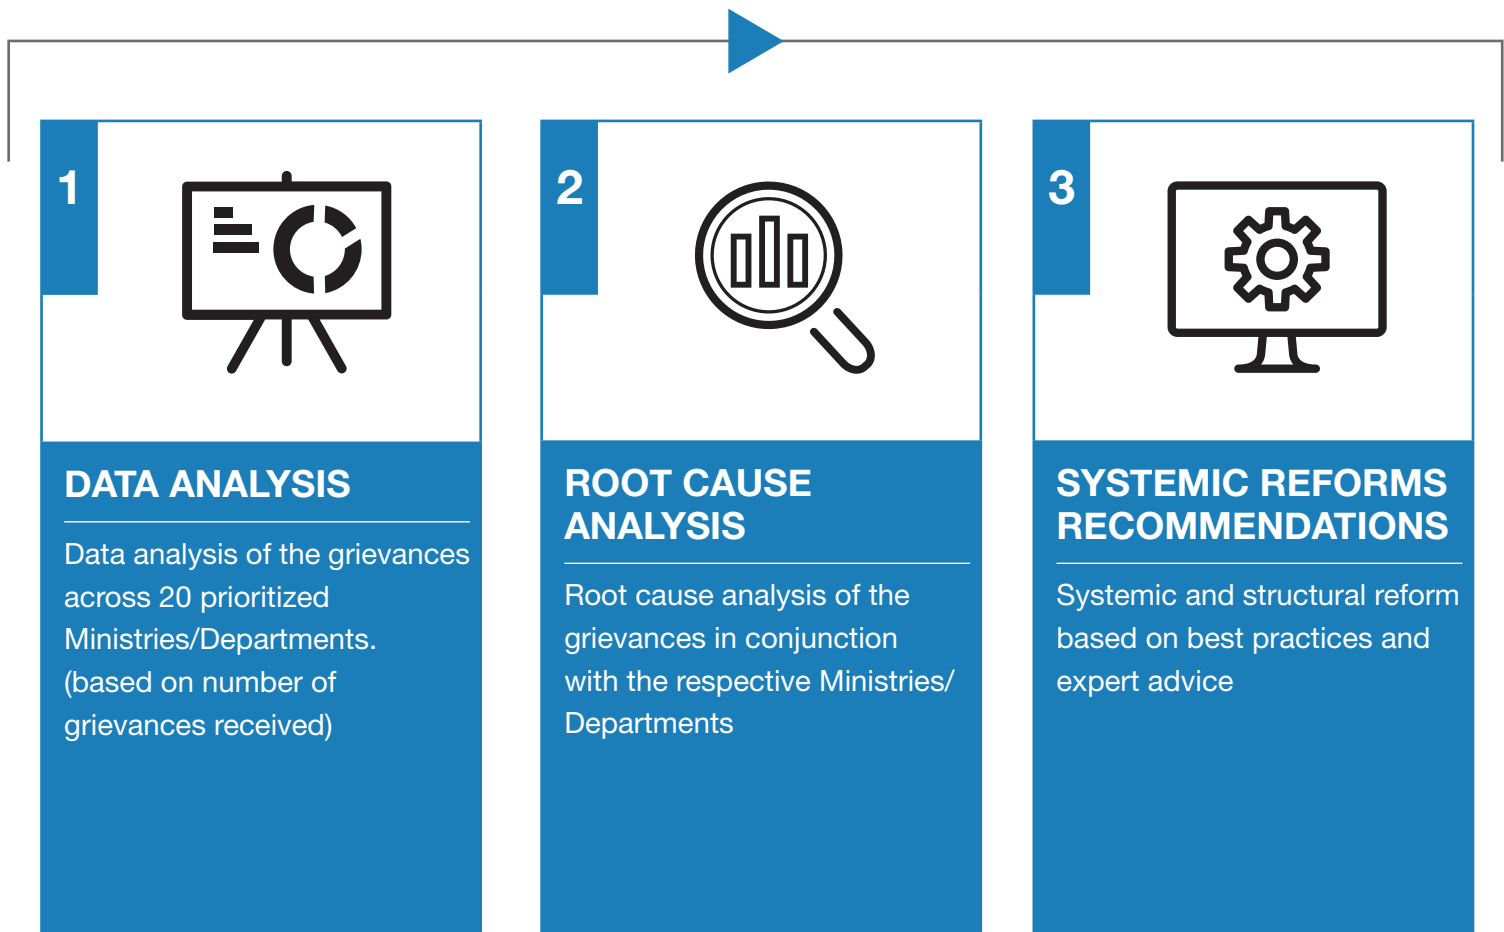 1
DATA ANALYSIS
Data analysis of the grievances
across 20 prioritized
Ministries/Departments.
(based on number of
grievances received)
2
ROOT CAUSE
ANALYSIS
Root cause analysis of the
grievances in conjunction
with the respective Ministries/
Departments
3
SYSTEMIC REFORMS
RECOMMENDATIONS
Systemic and structural reform
based on best practices and
expert advice